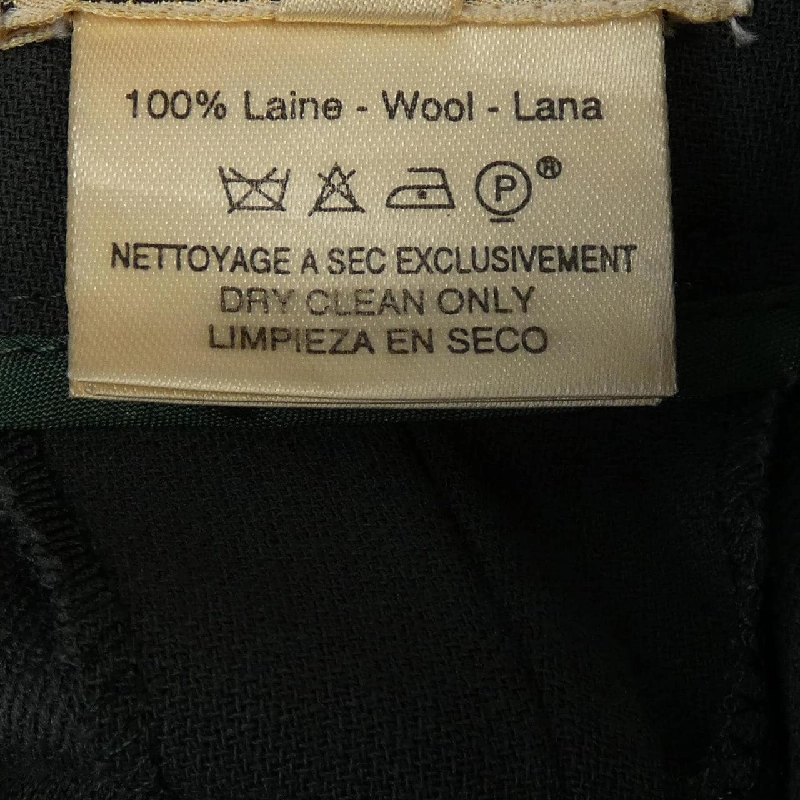 100% Laine - Wool - Lana
P®
NETTOYAGE A SEC EXCLUSIVEMENT
DRY CLEAN ONLY
LIMPIEZA EN SECO